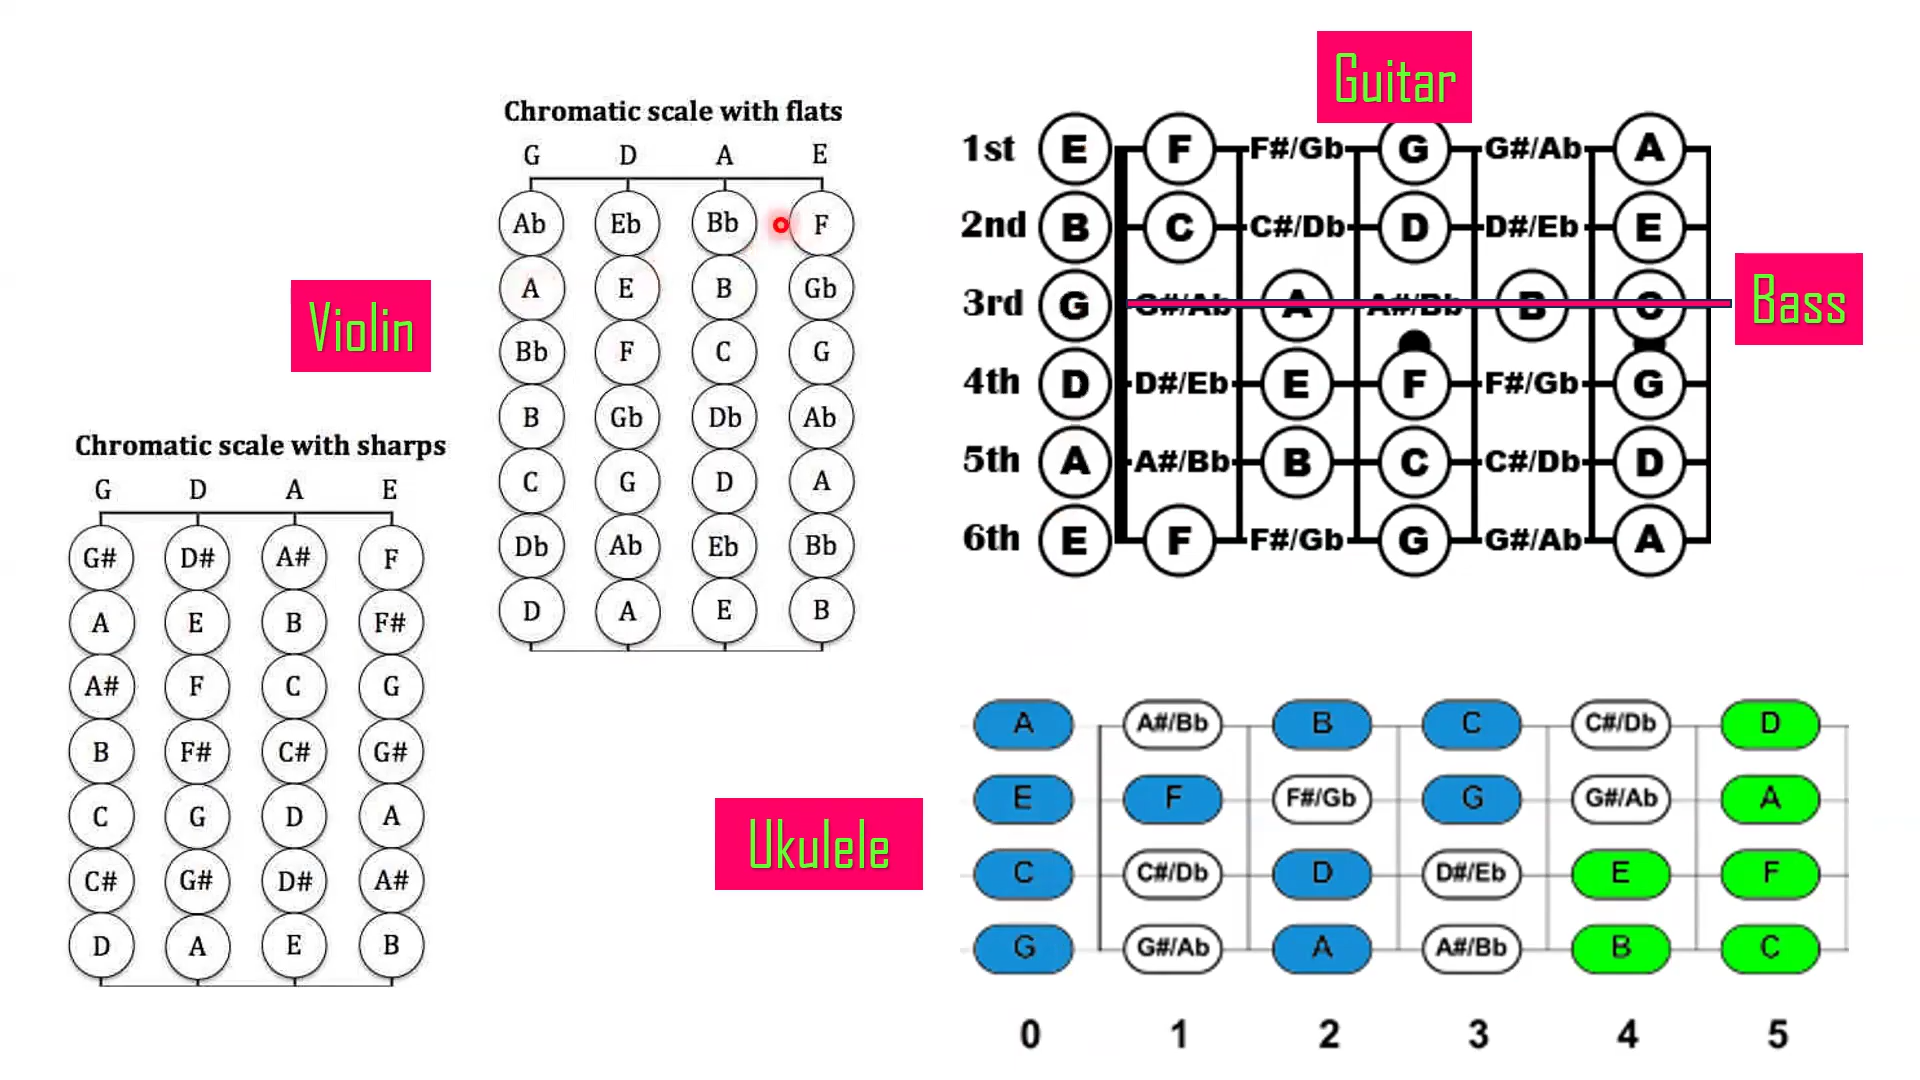 Guitar
Chromatic scale with flats
G D A E
Ab Eb Bb F
A E B Gb
Bb F C G
B Gb Db Ab
C G D A
Db Ab Eb Bb
D A E B
Violin
Chromatic scale with sharps
G D A E
G# D# A# F
A E B F#
A# F C G
B F# C# G#
C G D A
C# G# D# A#
D A E B
1st E F F#/Gb G G#/Ab A
2nd B C C#/Db D D#/Eb E
3rd G G#/Ab A A#/Bb B C
Bass
4th D D#/Eb E F F#/Gb G
5th A A#/Bb B C C#/Db D
6th E F F#/Gb G G#/Ab A
Ukulele
A A#/Bb B C C#/Db D
E F F#/Gb G G#/Ab A
C C#/Db D D#/Eb E F
G G#/Ab A A#/Bb B C
0 1 2 3 4 5